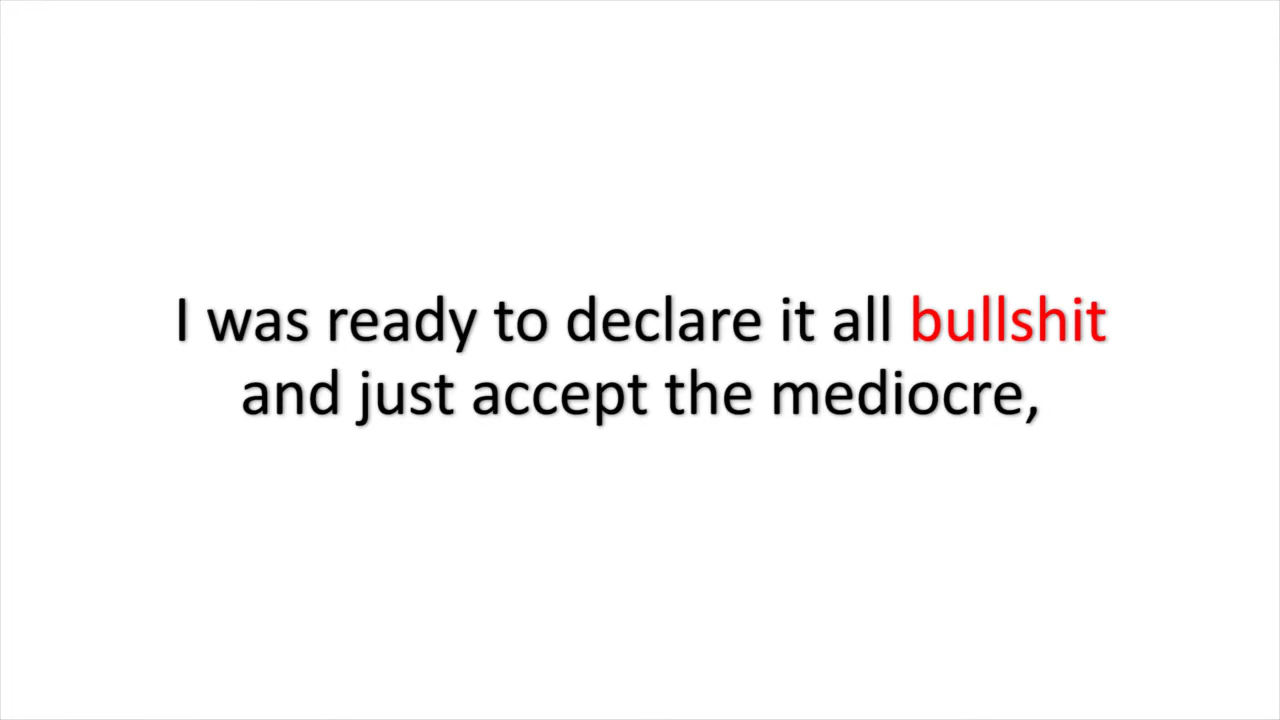 I was ready to declare it all bullshit
and just accept the mediocre,